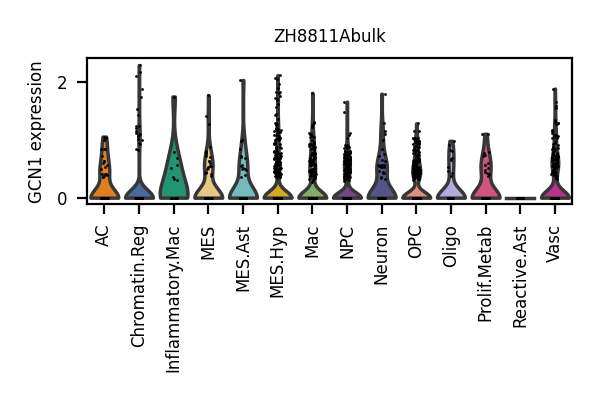 ZH8811Abulk
GCN1 expression
2
0
AC
Chromatin.Reg
Inflammatory.Mac
MES
MES.Ast
MES.Hyp
Mac
NPC
Neuron
OPC
Oligo
Prolif.Metab
Reactive.Ast
Vasc